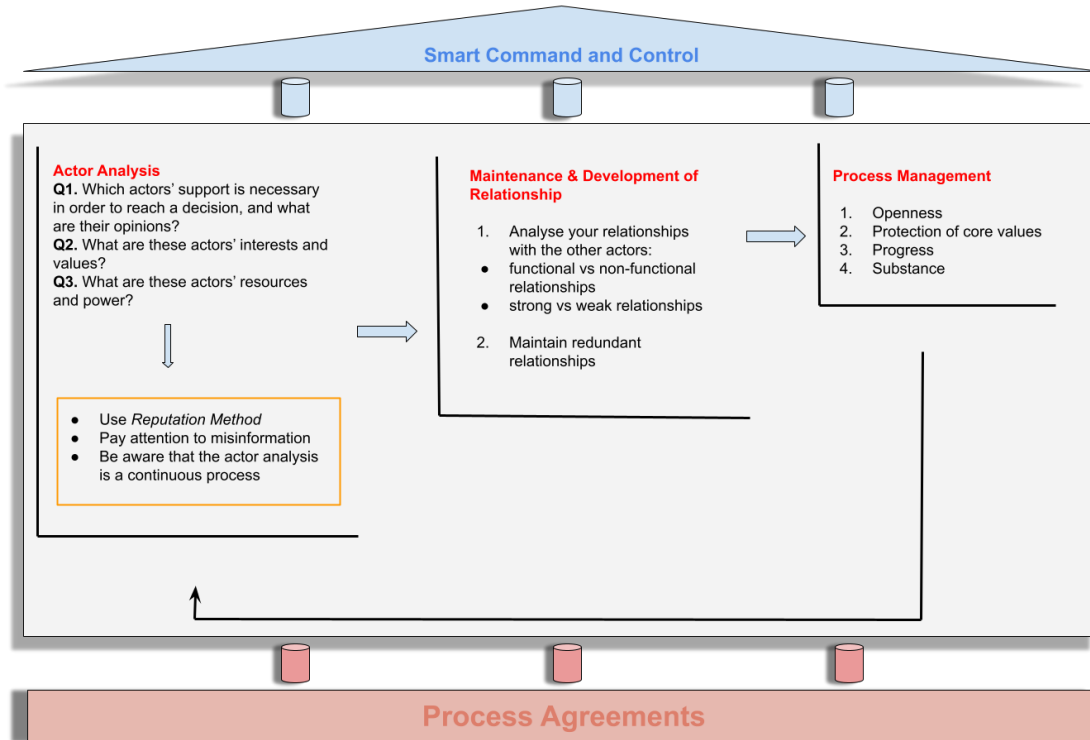 Smart Command and Control
Actor Analysis
Q1. Which actors' support is necessary
in order to reach a decision, and what
are their opinions?
Q2. What are these actors' interests and
values?
Q3. What are these actors' resources
and power?
● Use Reputation Method
● Pay attention to misinformation
● Be aware that the actor analysis
is a continuous process
Maintenance & Development of
Relationship
1. Analyse your relationships
with the other actors:
● functional vs non-functional
relationships
● strong vs weak relationships
2. Maintain redundant
relationships
Process Management
1. Openness
2. Protection of core values
3. Progress
4. Substance
Process Agreements